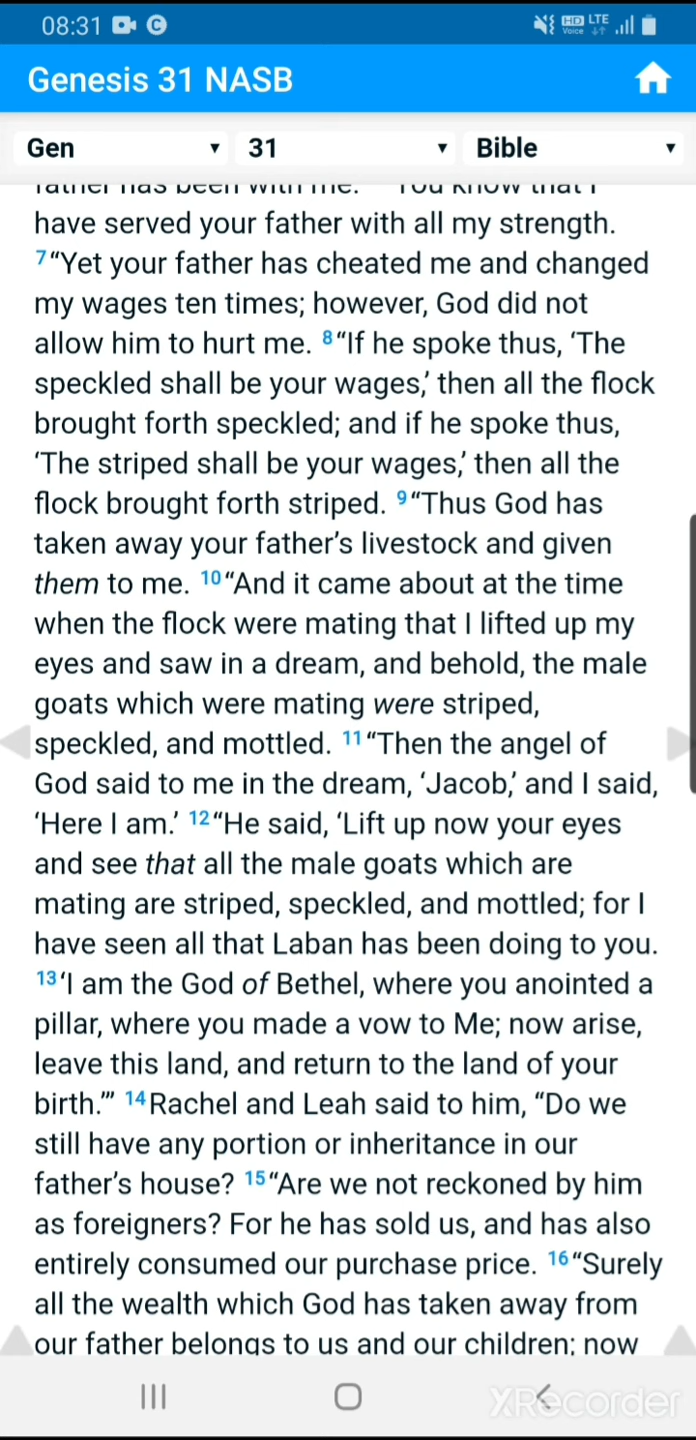 08:31
HD Voice LTE
Genesis 31 NASB
Gen 31 Bible
father has been with me. "You know that I
have served your father with all my strength.
7 “Yet your father has cheated me and changed
my wages ten times; however, God did not
allow him to hurt me. 8 “If he spoke thus, ‘The
speckled shall be your wages,’ then all the flock
brought forth speckled; and if he spoke thus,
‘The striped shall be your wages,’ then all the
flock brought forth striped. 9 “Thus God has
taken away your father’s livestock and given
them to me. 10 “And it came about at the time
when the flock were mating that I lifted up my
eyes and saw in a dream, and behold, the male
goats which were mating were striped,
speckled, and mottled. 11 “Then the angel of
God said to me in the dream, ‘Jacob,’ and I said,
‘Here I am.’ 12 “He said, ‘Lift up now your eyes
and see that all the male goats which are
mating are striped, speckled, and mottled; for I
have seen all that Laban has been doing to you.
13 ‘I am the God of Bethel, where you anointed a
pillar, where you made a vow to Me; now arise,
leave this land, and return to the land of your
birth.’” 14 Rachel and Leah said to him, “Do we
still have any portion or inheritance in our
father’s house? 15 “Are we not reckoned by him
as foreigners? For he has sold us, and has also
entirely consumed our purchase price. 16 “Surely
all the wealth which God has taken away from
our father belongs to us and our children; now
XRecorder